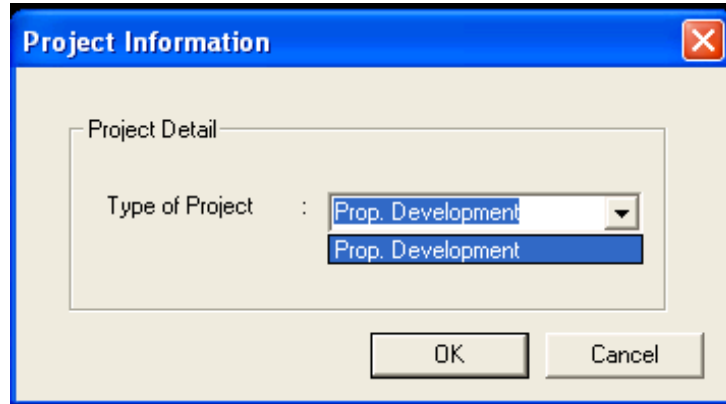 Project Information
Project Detail
Type of Project : Prop. Development
Prop. Development
OK Cancel